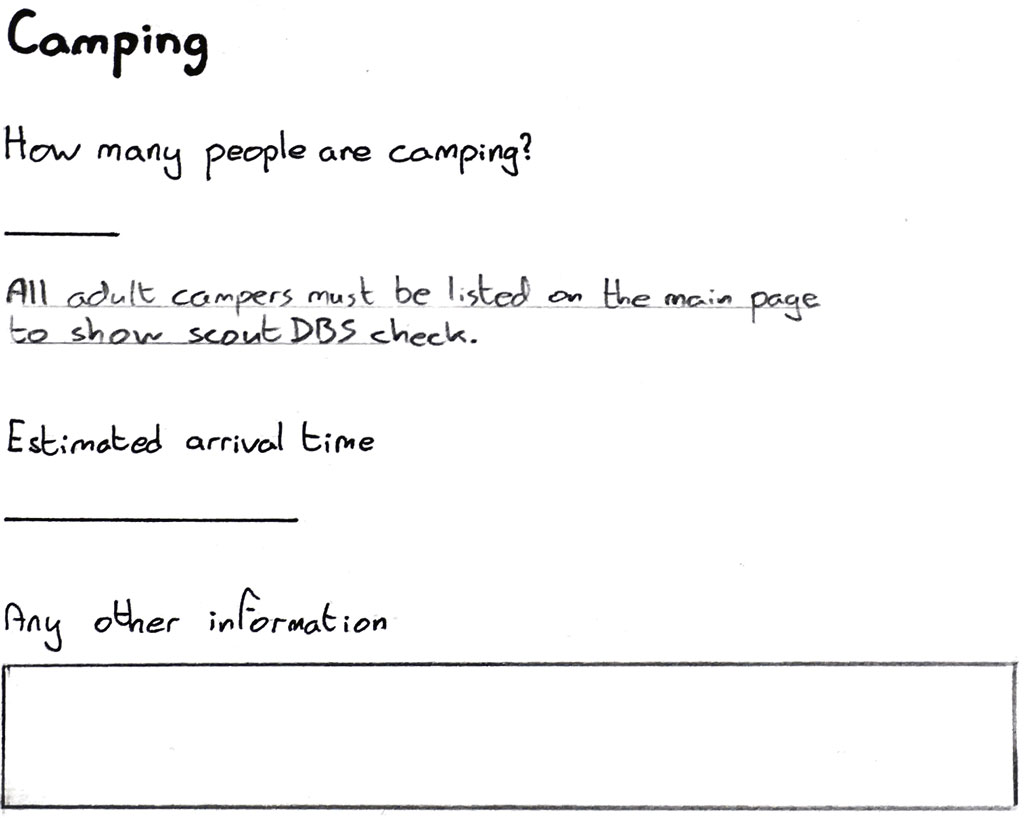 Camping
How many people are camping?
All adult campers must be listed on the main page
to show scout DBS check.
Estimated arrival time
Any other information